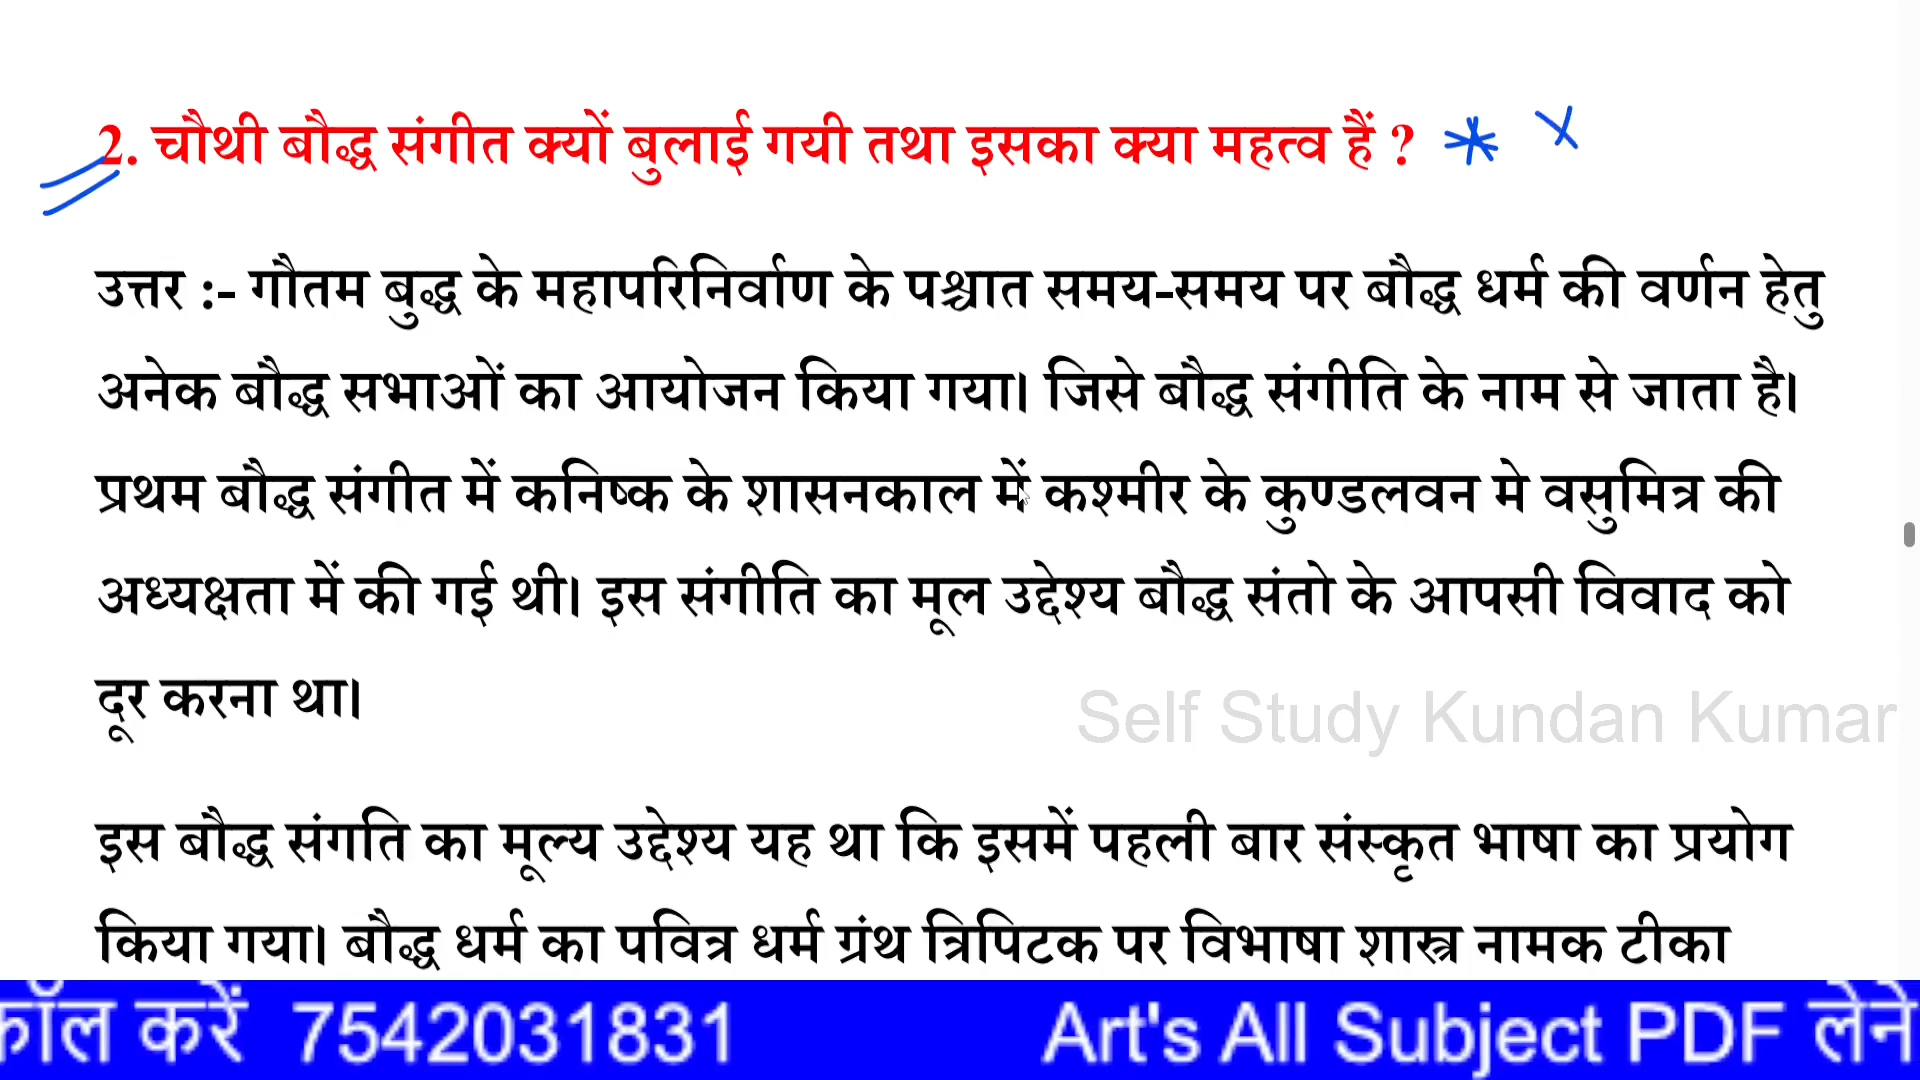 2. चौथी बौद्ध संगीत क्यों बुलाई गयी तथा इसका क्या महत्व हैं ?
उत्तर :- गौतम बुद्ध के महापरिनिर्वाण के पश्चात समय-समय पर बौद्ध धर्म की वर्णन हेतु
अनेक बौद्ध सभाओं का आयोजन किया गया। जिसे बौद्ध संगीति के नाम से जाता है।
प्रथम बौद्ध संगीत में कनिष्क के शासनकाल में कश्मीर के कुण्डलवन मे वसुमित्र की
अध्यक्षता में की गई थी। इस संगीति का मूल उद्देश्य बौद्ध संतो के आपसी विवाद को
दूर करना था।
Self Study Kundan Kumar
इस बौद्ध संगति का मूल्य उद्देश्य यह था कि इसमें पहली बार संस्कृत भाषा का प्रयोग
किया गया। बौद्ध धर्म का पवित्र धर्म ग्रंथ त्रिपिटक पर विभाषा शास्त्र नामक टीका
कॉल करें 7542031831 Art's All Subject PDF लेने